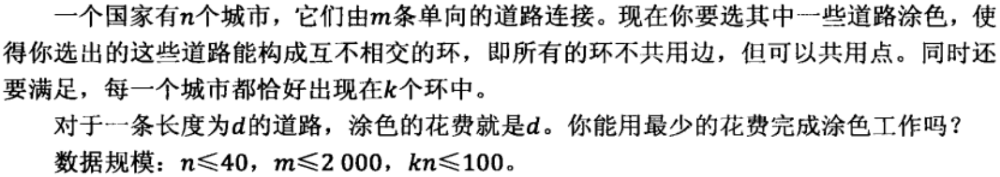 一个国家有n个城市，它们由m条单向的道路连接。现在你要选其中一些道路涂色，使
得你选出的这些道路能构成互不相交的环，即所有的环不共用边，但可以共用点。同时还
要满足，每一个城市都恰好出现在k个环中。
对于一条长度为d的道路，涂色的花费就是d。你能用最少的花费完成涂色工作吗？
数据规模：n≤40，m≤2 000，kn≤100。